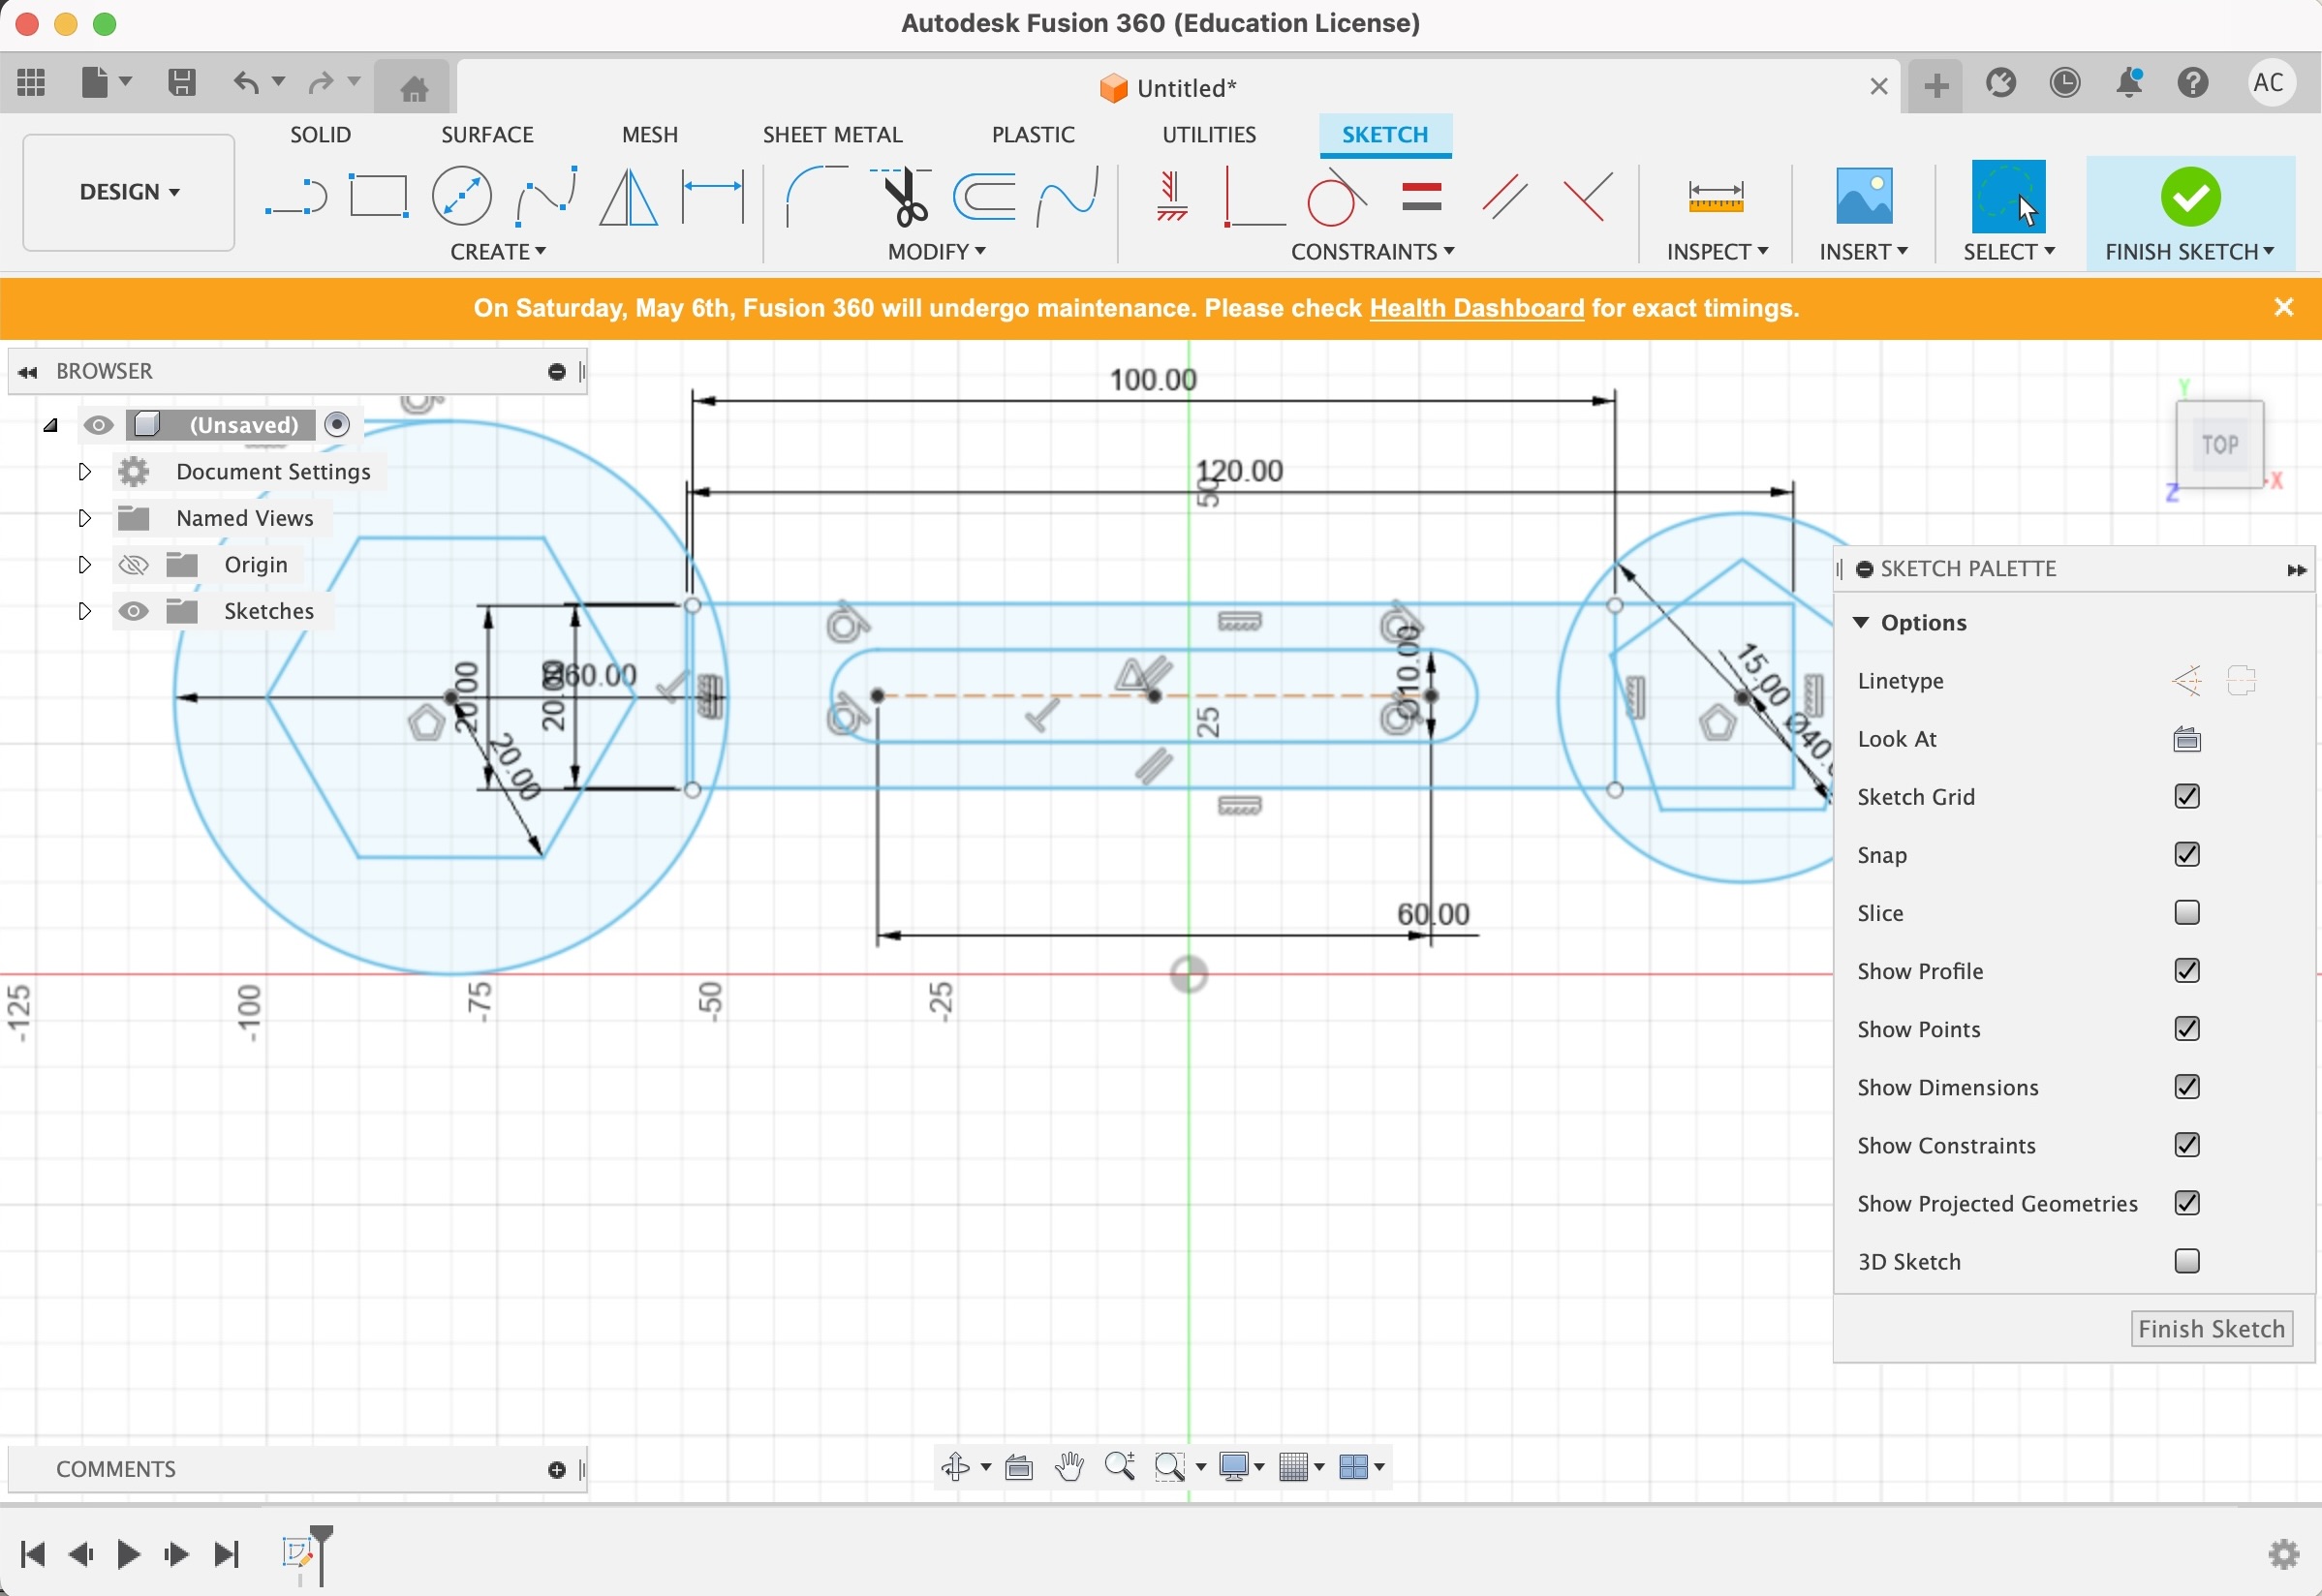 Autodesk Fusion 360 (Education License)
Untitled*
AC
SOLID SURFACE MESH SHEET METAL PLASTIC UTILITIES SKETCH
DESIGN
CREATE MODIFY CONSTRAINTS INSPECT INSERT SELECT FINISH SKETCH
On Saturday, May 6th, Fusion 360 will undergo maintenance. Please check Health Dashboard for exact timings.
BROWSER
(Unsaved)
Document Settings
Named Views
Origin
Sketches
100.00
120.00
50
TOP
Y
X
Z
20.00
20.00
Ø60.00
20.00
Ø10.00
25
15.00
60.00
-125
-100
-75
-50
-25
SKETCH PALETTE
Options
Linetype
Look At
Sketch Grid
Snap
Slice
Show Profile
Show Points
Show Dimensions
Show Constraints
Show Projected Geometries
3D Sketch
Finish Sketch
COMMENTS